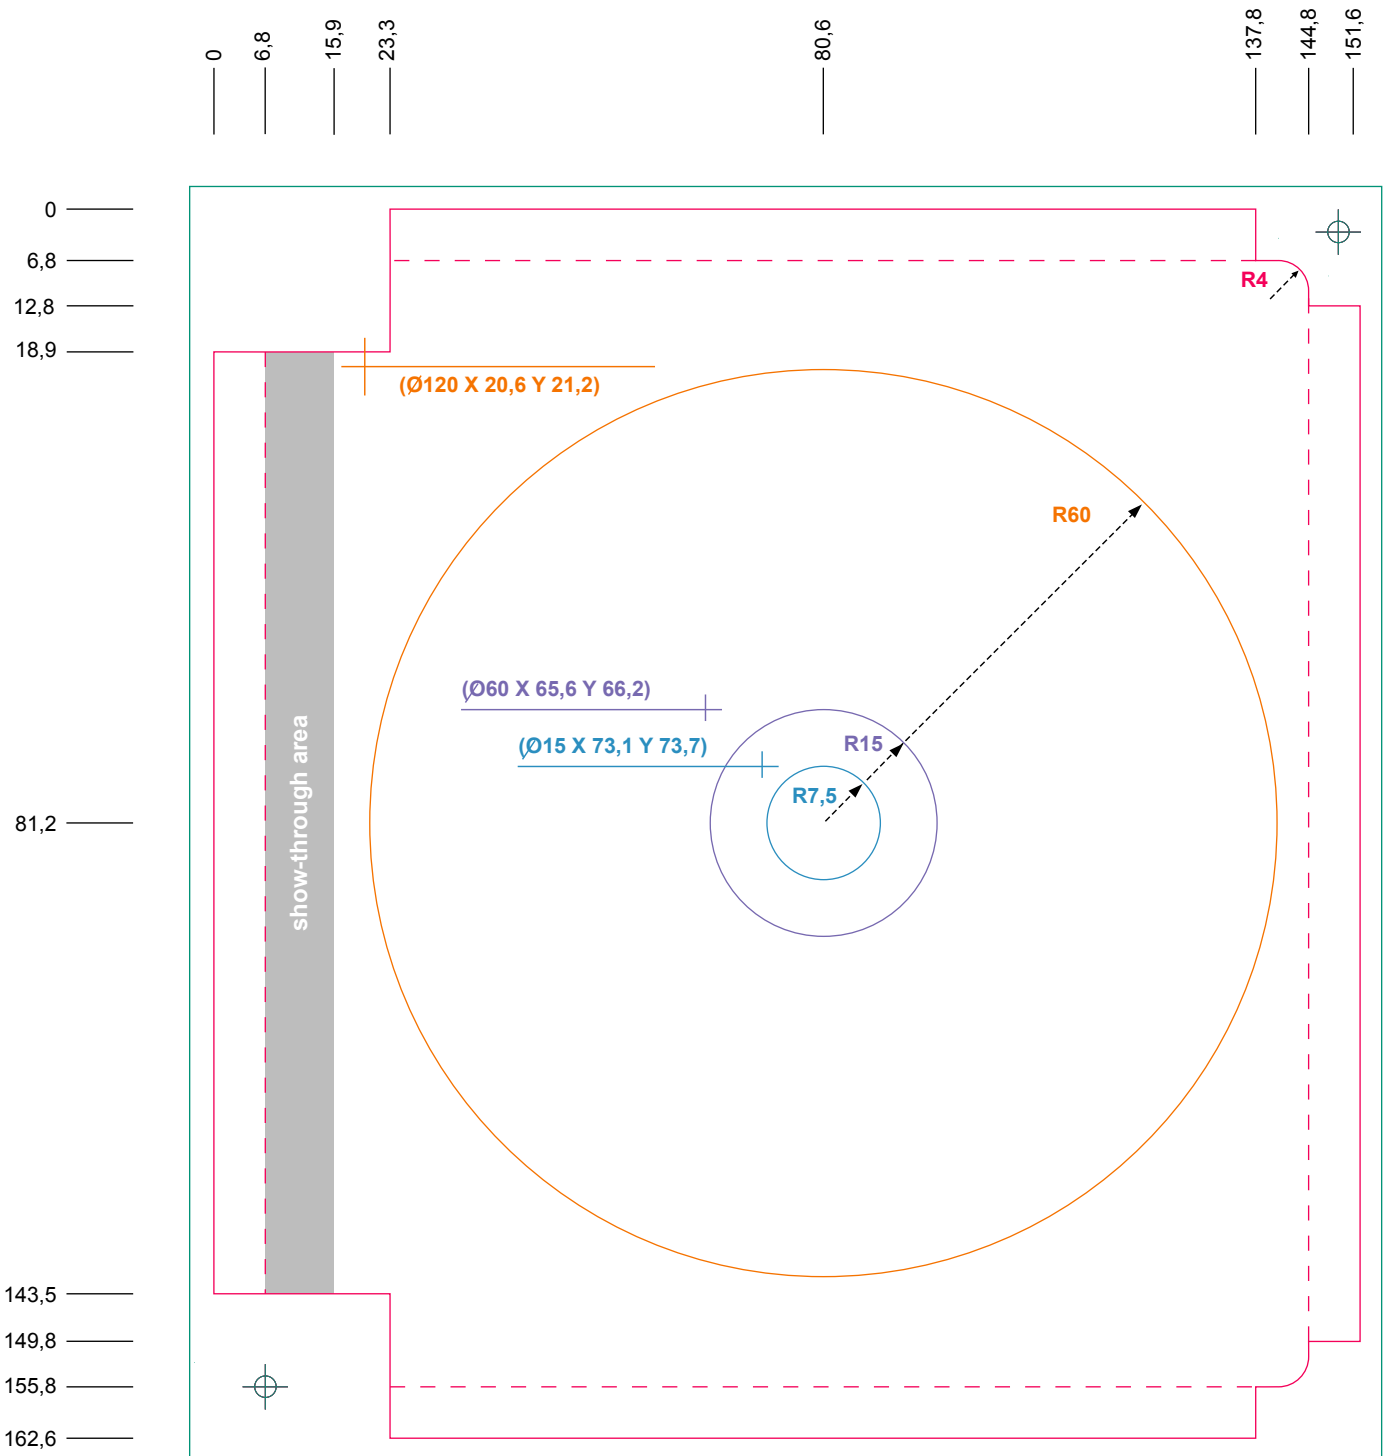 0
6,8
15,9
23,3
80,6
137,8
144,8
151,6
0
6,8
12,8
18,9
R4
(Ø120 X 20,6 Y 21,2)
R60
(Ø60 X 65,6 Y 66,2)
(Ø15 X 73,1 Y 73,7)
R15
R7,5
show-through area
81,2
143,5
149,8
155,8
162,6